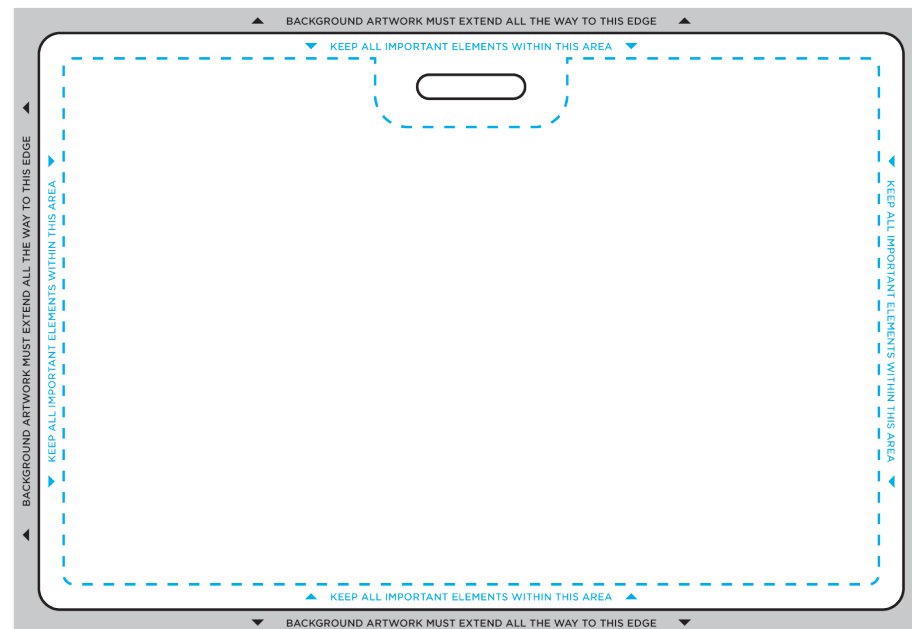 BACKGROUND ARTWORK MUST EXTEND ALL THE WAY TO THIS EDGE
KEEP ALL IMPORTANT ELEMENTS WITHIN THIS AREA
BACKGROUND ARTWORK MUST EXTEND ALL THE WAY TO THIS EDGE
KEEP ALL IMPORTANT ELEMENTS WITHIN THIS AREA
KEEP ALL IMPORTANT ELEMENTS WITHIN THIS AREA
KEEP ALL IMPORTANT ELEMENTS WITHIN THIS AREA
BACKGROUND ARTWORK MUST EXTEND ALL THE WAY TO THIS EDGE